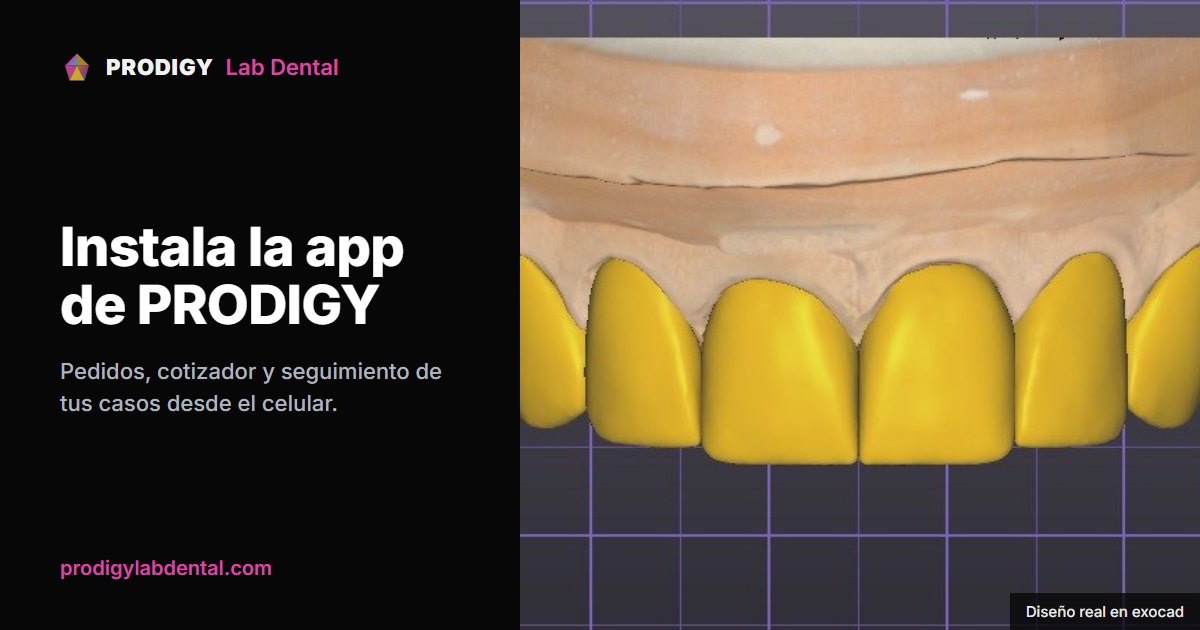 PRODIGY Lab Dental
Instala la app
de PRODIGY
Pedidos, cotizador y seguimiento de
tus casos desde el celular.
prodigylabdental.com
Diseño real en exocad